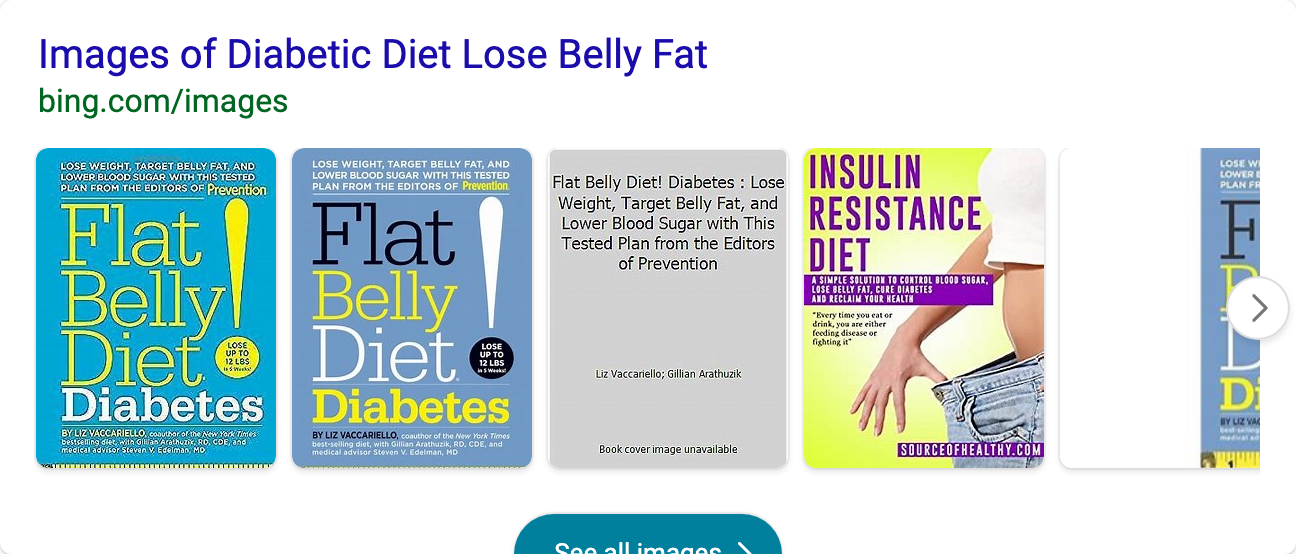 Images of Diabetic Diet Lose Belly Fat
bing.com/images
LOSE WEIGHT, TARGET BELLY FAT, AND
LOWER BLOOD SUGAR WITH THIS TESTED
PLAN FROM THE EDITORS OF Prevention
Flat
Belly!
Diet
Diabetes
LOSE
UP TO
12 LBS
in 5 Weeks!
BY LIZ VACCARIELLO, coauthor of the New York Times
bestselling diet, with Gillian Arathuzik, RD, CDE, and
medical advisor Steven V. Edelman, MD
LOSE WEIGHT, TARGET BELLY FAT, AND
LOWER BLOOD SUGAR WITH THIS TESTED
PLAN FROM THE EDITORS OF Prevention.
Flat
Belly!
Diet
Diabetes
LOSE
UP TO
12 LBS
in 5 Weeks!
BY LIZ VACCARIELLO, coauthor of the New York Times
best-selling diet, with Gillian Arathuzik, RD, CDE, and
medical advisor Steven V. Edelman, MD
Flat Belly Diet! Diabetes : Lose
Weight, Target Belly Fat, and
Lower Blood Sugar with This
Tested Plan from the Editors
of Prevention
Liz Vaccariello; Gillian Arathuzik
Book cover image unavailable
INSULIN
RESISTANCE
DIET
A SIMPLE SOLUTION TO CONTROL BLOOD SUGAR,
LOSE BELLY FAT, CURE DIABETES
AND RECLAIM YOUR HEALTH
"Every time you eat or
drink, you are either
feeding disease or
fighting it"
SOURCEOFHEALTHY.COM
LOSE
LOWER
PLAN
F
D
Di
BY LIZ
best-selling
medical
See all images